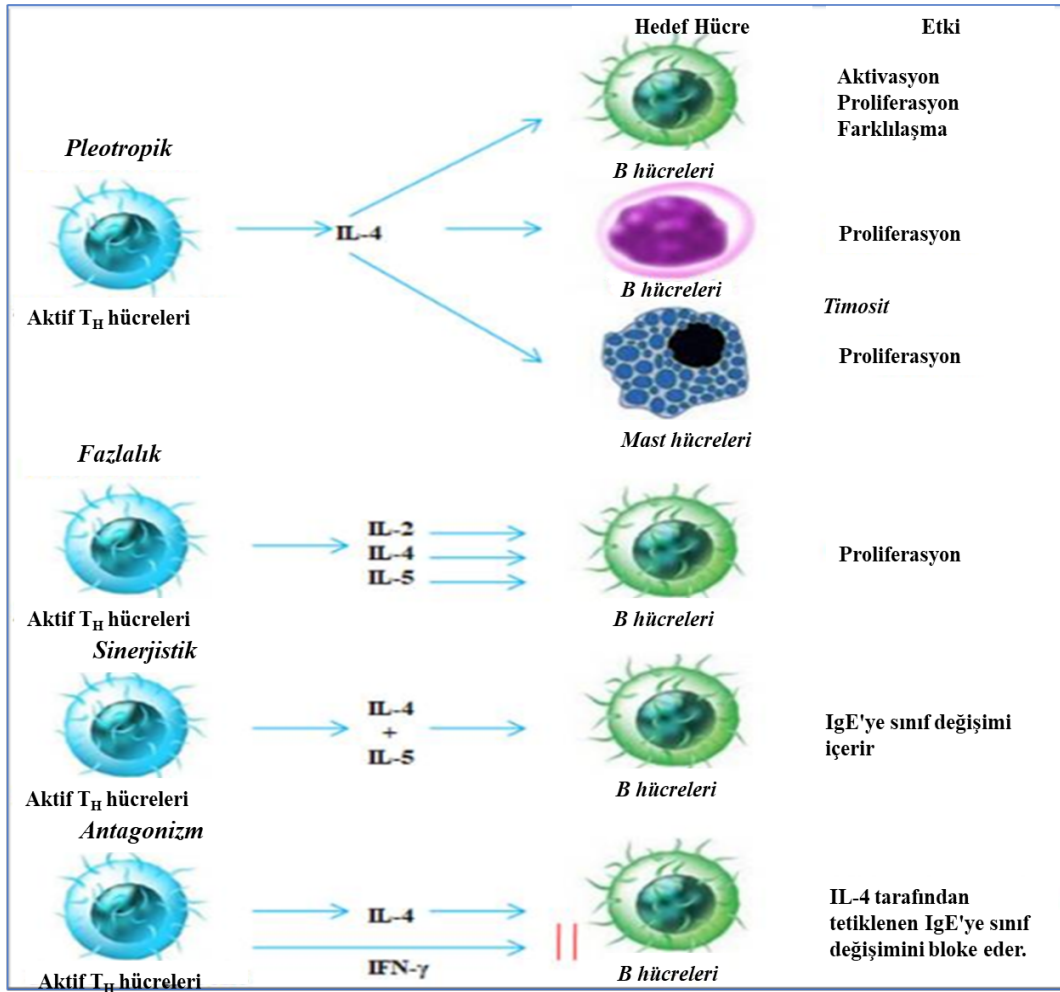 Hedef Hücre
Etki
Pleotropik
Aktif TH hücreleri
IL-4
B hücreleri
Aktivasyon
Proliferasyon
Farklılaşma
B hücreleri
Proliferasyon
Timosit
Mast hücreleri
Proliferasyon
Fazlalık
Aktif TH hücreleri
IL-2
IL-4
IL-5
B hücreleri
Proliferasyon
Sinerjistik
Aktif TH hücreleri
IL-4
+
IL-5
B hücreleri
IgE'ye sınıf değişimi
içerir
Antagonizm
Aktif TH hücreleri
IL-4
IFN-γ
B hücreleri
IL-4 tarafından
tetiklenen IgE'ye sınıf
değişimini bloke eder.